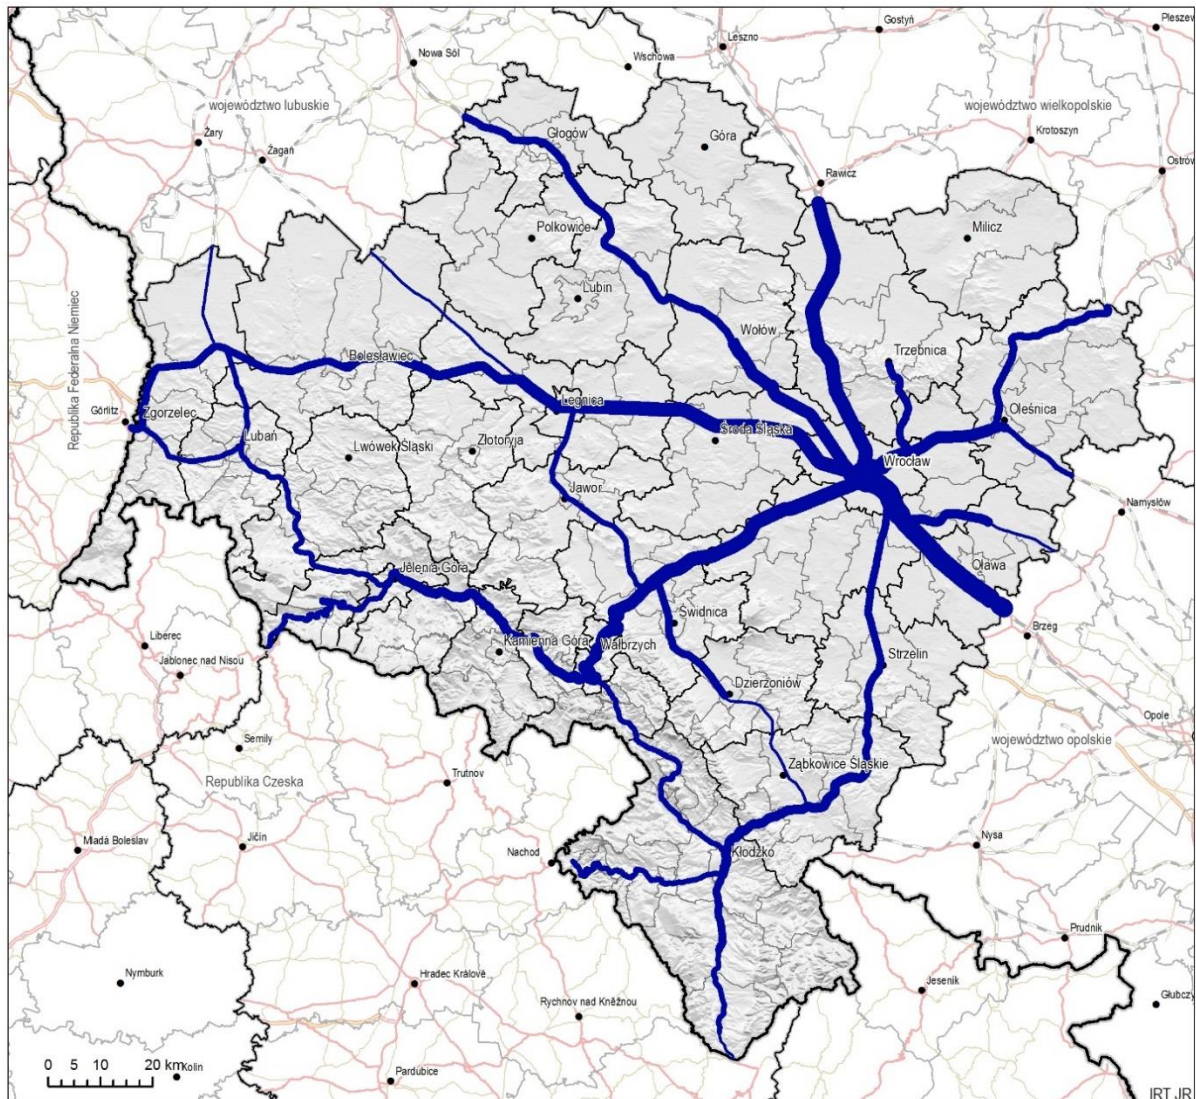 Pleszew
Gostyń
Leszno
Nowa Sól
Wschowa
województwo lubuskie
województwo wielkopolskie
Żary
Głogów
Góra
Krotoszyn
Żagań
Ostró
Rawicz
Polkowice
Milicz
Lubin
Republika Federalna Niemiec
Wołów
Trzebnica
Bolesławiec
Legnica
Görlitz
Zgorzelec
Oleśnica
Środa Śląska
Lubań
Lwówek Śląski
Złotoryja
Wrocław
Jawor
Namysłów
Jelenia Góra
Oława
Świdnica
Brzeg
Liberec
Kamienna Góra
Wałbrzych
Jablonec nad Nisou
Strzelin
Dzierżoniów
Opole
województwo opolskie
Semily
Republika Czeska
Trutnov
Ząbkowice Śląskie
Mladá Boleslav
Jičín
Nachod
Kłodzko
Nysa
Prudnik
Nymburk
Hradec Králové
Jesenik
Rychnov nad Kněžnou
Głubczy
0 5 10 20 km
Kolín
Pardubice
IRT JR